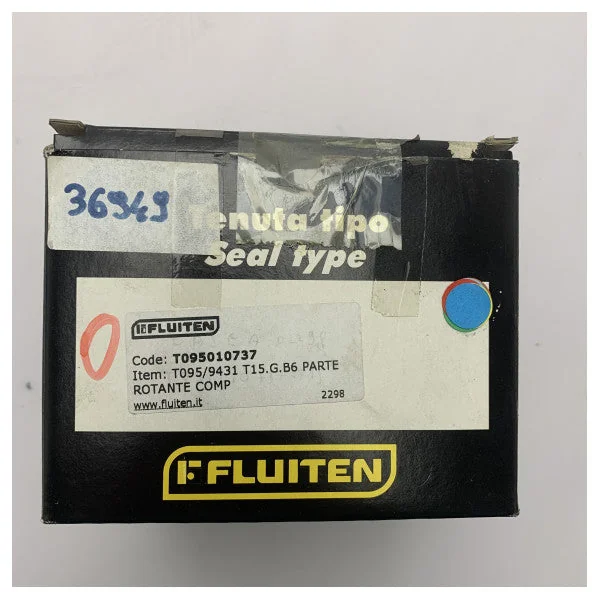 36949
Tenuta tipo
Seal type
FLUITEN
Code: T095010737
Item: T095/9431 T15.G.B6 PARTE
ROTANTE COMP
www.fluiten.it
2298
FLUITEN